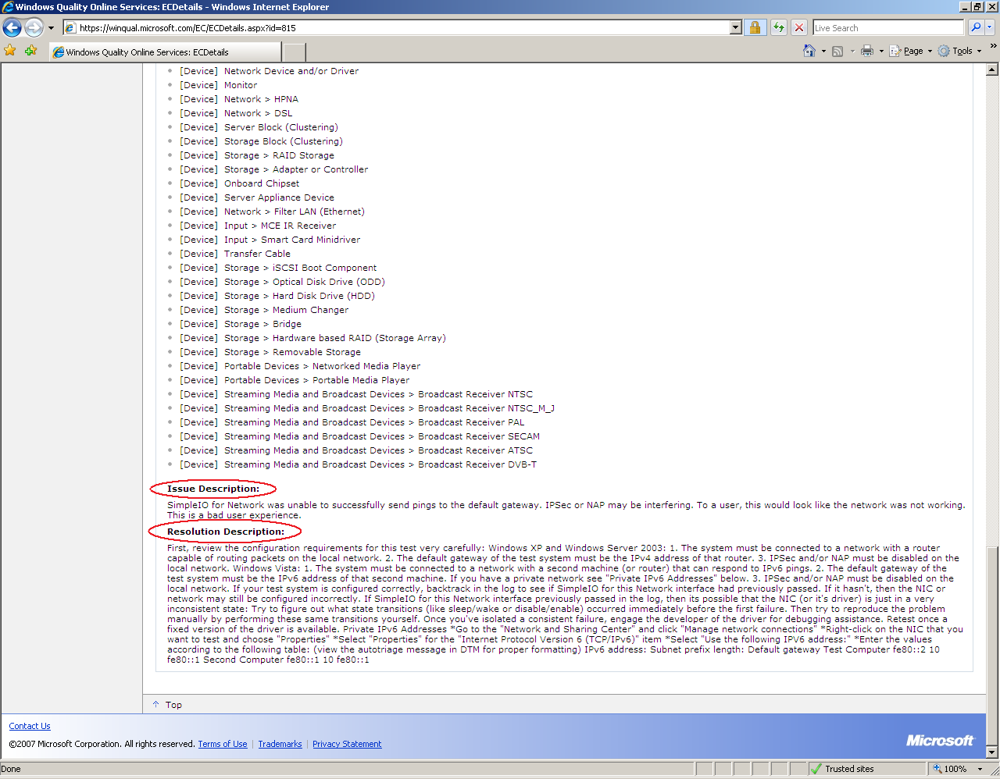 Windows Quality Online Services: ECDetails - Windows Internet Explorer
https://winqual.microsoft.com/EC/ECDetails.aspx?id=815
Live Search
Windows Quality Online Services: ECDetails
Page
Tools
»
[Device] Network Device and/or Driver
[Device] Monitor
[Device] Network > HPNA
[Device] Network > DSL
[Device] Server Block (Clustering)
[Device] Storage Block (Clustering)
[Device] Storage > RAID Storage
[Device] Storage > Adapter or Controller
[Device] Onboard Chipset
[Device] Server Appliance Device
[Device] Network > Filter LAN (Ethernet)
[Device] Input > MCE IR Receiver
[Device] Input > Smart Card Minidriver
[Device] Transfer Cable
[Device] Storage > iSCSI Boot Component
[Device] Storage > Optical Disk Drive (ODD)
[Device] Storage > Hard Disk Drive (HDD)
[Device] Storage > Medium Changer
[Device] Storage > Bridge
[Device] Storage > Hardware based RAID (Storage Array)
[Device] Storage > Removable Storage
[Device] Portable Devices > Networked Media Player
[Device] Portable Devices > Portable Media Player
[Device] Streaming Media and Broadcast Devices > Broadcast Receiver NTSC
[Device] Streaming Media and Broadcast Devices > Broadcast Receiver NTSC_M_J
[Device] Streaming Media and Broadcast Devices > Broadcast Receiver PAL
[Device] Streaming Media and Broadcast Devices > Broadcast Receiver SECAM
[Device] Streaming Media and Broadcast Devices > Broadcast Receiver ATSC
[Device] Streaming Media and Broadcast Devices > Broadcast Receiver DVB-T
Issue Description:
SimpleIO for Network was unable to successfully send pings to the default gateway. IPSec or NAP may be interfering. To a user, this would look like the network was not working.
This is a bad user experience.
Resolution Description:
First, review the configuration requirements for this test very carefully: Windows XP and Windows Server 2003: 1. The system must be connected to a network with a router
capable of routing packets on the local network. 2. The default gateway of the test system must be the IPv4 address of that router. 3. IPSec and/or NAP must be disabled on the
local network. Windows Vista: 1. The system must be connected to a network with a second machine (or router) that can respond to IPv6 pings. 2. The default gateway of the
test system must be the IPv6 address of that second machine. If you have a private network see "Private IPv6 Addresses" below. 3. IPSec and/or NAP must be disabled on the
local network. If your test system is configured correctly, backtrack in the log to see if SimpleIO for this Network interface had previously passed. If it hasn't, then the NIC or
network may still be configured incorrectly. If SimpleIO for this Network interface previously passed in the log, then its possible that the NIC (or it's driver) is just in a very
inconsistent state: Try to figure out what state transitions (like sleep/wake or disable/enable) occurred immediately before the first failure. Then try to reproduce the problem
manually by performing these same transitions yourself. Once you've isolated a consistent failure, engage the developer of the driver for debugging assistance. Retest once a
fixed version of the driver is available. Private IPv6 Addresses *Go to the "Network and Sharing Center" and click "Manage network connections" *Right-click on the NIC that you
want to test and choose "Properties" *Select "Properties" for the "Internet Protocol Version 6 (TCP/IPv6)" item *Select "Use the following IPV6 address:" *Enter the values
according to the following table: (view the autotriage message in DTM for proper formatting) IPv6 address: Subnet prefix length: Default gateway Test Computer fe80::2 10
fe80::1 Second Computer fe80::1 10 fe80::1
Top
Contact Us
©2007 Microsoft Corporation. All rights reserved. Terms of Use | Trademarks | Privacy Statement
Microsoft
Done
Trusted sites
100%